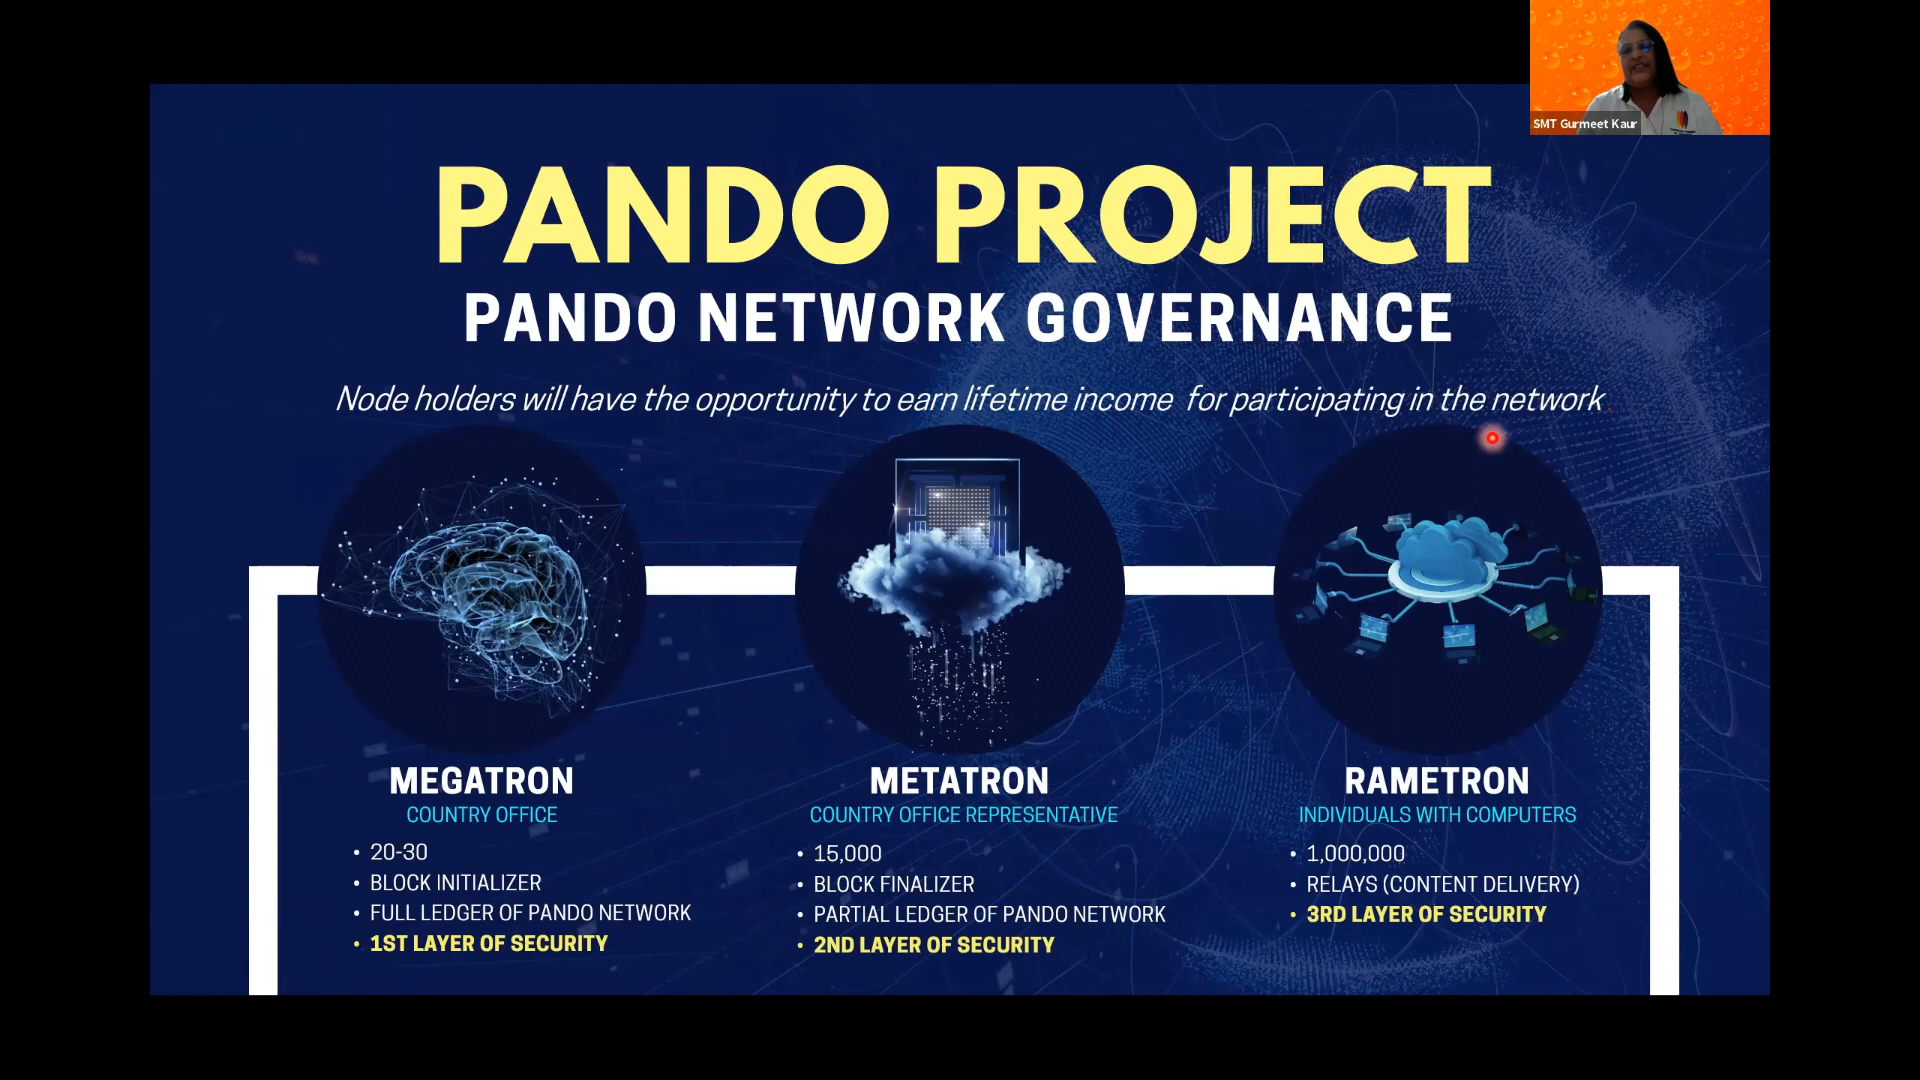 SMT Gurmeet Kaur
PANDO PROJECT
PANDO NETWORK GOVERNANCE
Node holders will have the opportunity to earn lifetime income for participating in the network.
MEGATRON
COUNTRY OFFICE
• 20-30
• BLOCK INITIALIZER
• FULL LEDGER OF PANDO NETWORK
• 1ST LAYER OF SECURITY
METATRON
COUNTRY OFFICE REPRESENTATIVE
• 15,000
• BLOCK FINALIZER
• PARTIAL LEDGER OF PANDO NETWORK
• 2ND LAYER OF SECURITY
RAMETRON
INDIVIDUALS WITH COMPUTERS
• 1,000,000
• RELAYS (CONTENT DELIVERY)
• 3RD LAYER OF SECURITY